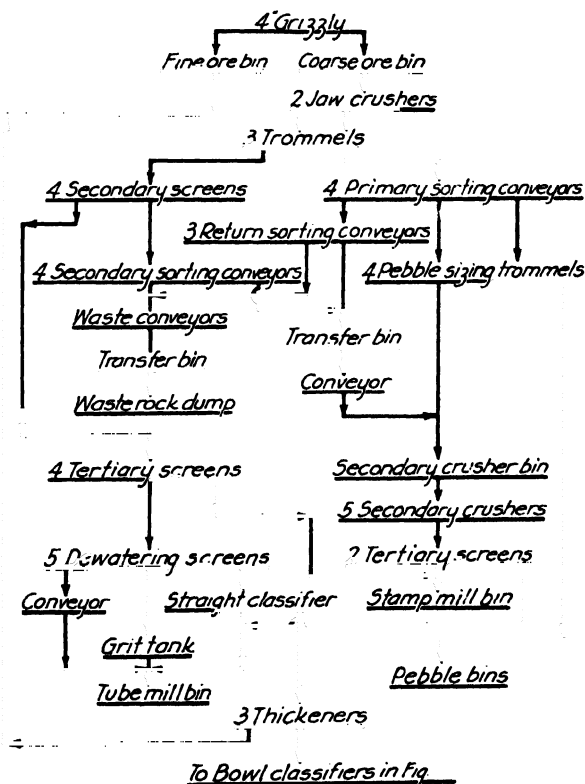 4" Grizzly
Fine ore bin Coarse ore bin
2 Jaw crushers
3 Trommels
4 Secondary screens 4 Primary sorting conveyors
3 Return sorting conveyors
4 Secondary sorting conveyors 4 Pebble sizing trommels
Waste conveyors
Transfer bin Transfer bin
Conveyor
Waste rock dump
4 Tertiary screens Secondary crusher bin
5 Secondary crushers
5 Dewatering screens 2 Tertiary screens
Conveyor Straight classifier Stamp mill bin
Grit tank
Pebble bins
Tube mill bin
3 Thickeners
To Bowl classifiers in Fig